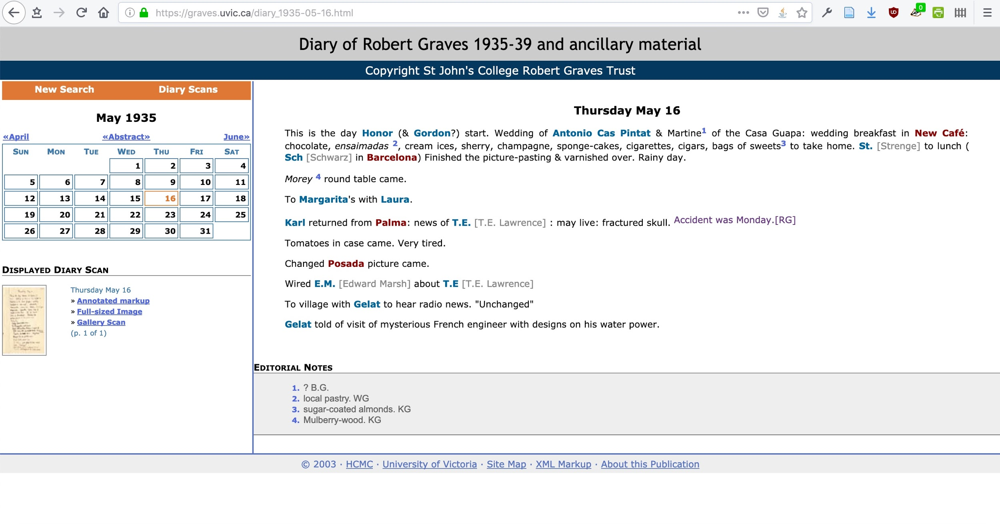 https://graves.uvic.ca/diary_1935-05-16.html
0
Diary of Robert Graves 1935-39 and ancillary material
Copyright St John's College Robert Graves Trust
New Search Diary Scans
May 1935
«April «Abstract» June»
SUN MON TUE WED THU FRI SAT
1 2 3 4
5 6 7 8 9 10 11
12 13 14 15 16 17 18
19 20 21 22 23 24 25
26 27 28 29 30 31
DISPLAYED DIARY SCAN
Thursday May 16
» Annotated markup
» Full-sized Image
» Gallery Scan
(p. 1 of 1)
Thursday May 16
This is the day Honor (& Gordon?) start. Wedding of Antonio Cas Pintat & Martine1 of the Casa Guapa: wedding breakfast in New Café:
chocolate, ensaimadas 2, cream ices, sherry, champagne, sponge-cakes, cigarettes, cigars, bags of sweets3 to take home. St. [Strenge] to lunch (
Sch [Schwarz] in Barcelona) Finished the picture-pasting & varnished over. Rainy day.
Morey 4 round table came.
To Margarita's with Laura.
Karl returned from Palma: news of T.E. [T.E. Lawrence] : may live: fractured skull. Accident was Monday.[RG]
Tomatoes in case came. Very tired.
Changed Posada picture came.
Wired E.M. [Edward Marsh] about T.E [T.E. Lawrence]
To village with Gelat to hear radio news. "Unchanged"
Gelat told of visit of mysterious French engineer with designs on his water power.
EDITORIAL NOTES
1. ? B.G.
2. local pastry. WG
3. sugar-coated almonds. KG
4. Mulberry-wood. KG
© 2003 · HCMC · University of Victoria · Site Map · XML Markup · About this Publication